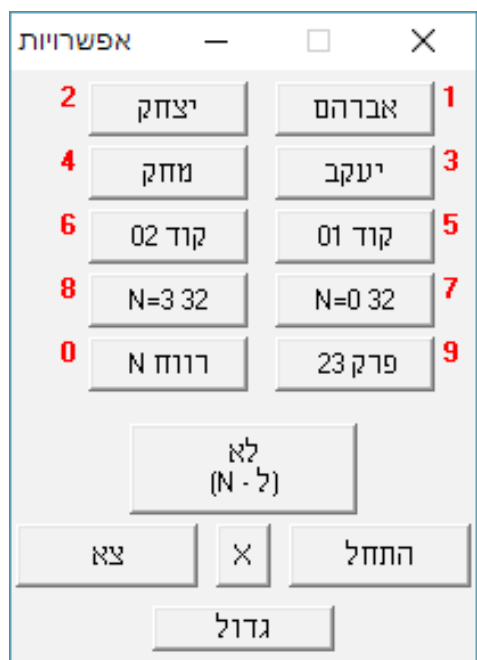 אפשרויות
1 אברהם 2 יצחק
3 יעקב 4 מחק
5 קוד 01 6 קוד 02
7 N=0 32 8 N=3 32
9 פרק 23 0 רווח N
לא
(ל - N)
התחל X צא
גדול